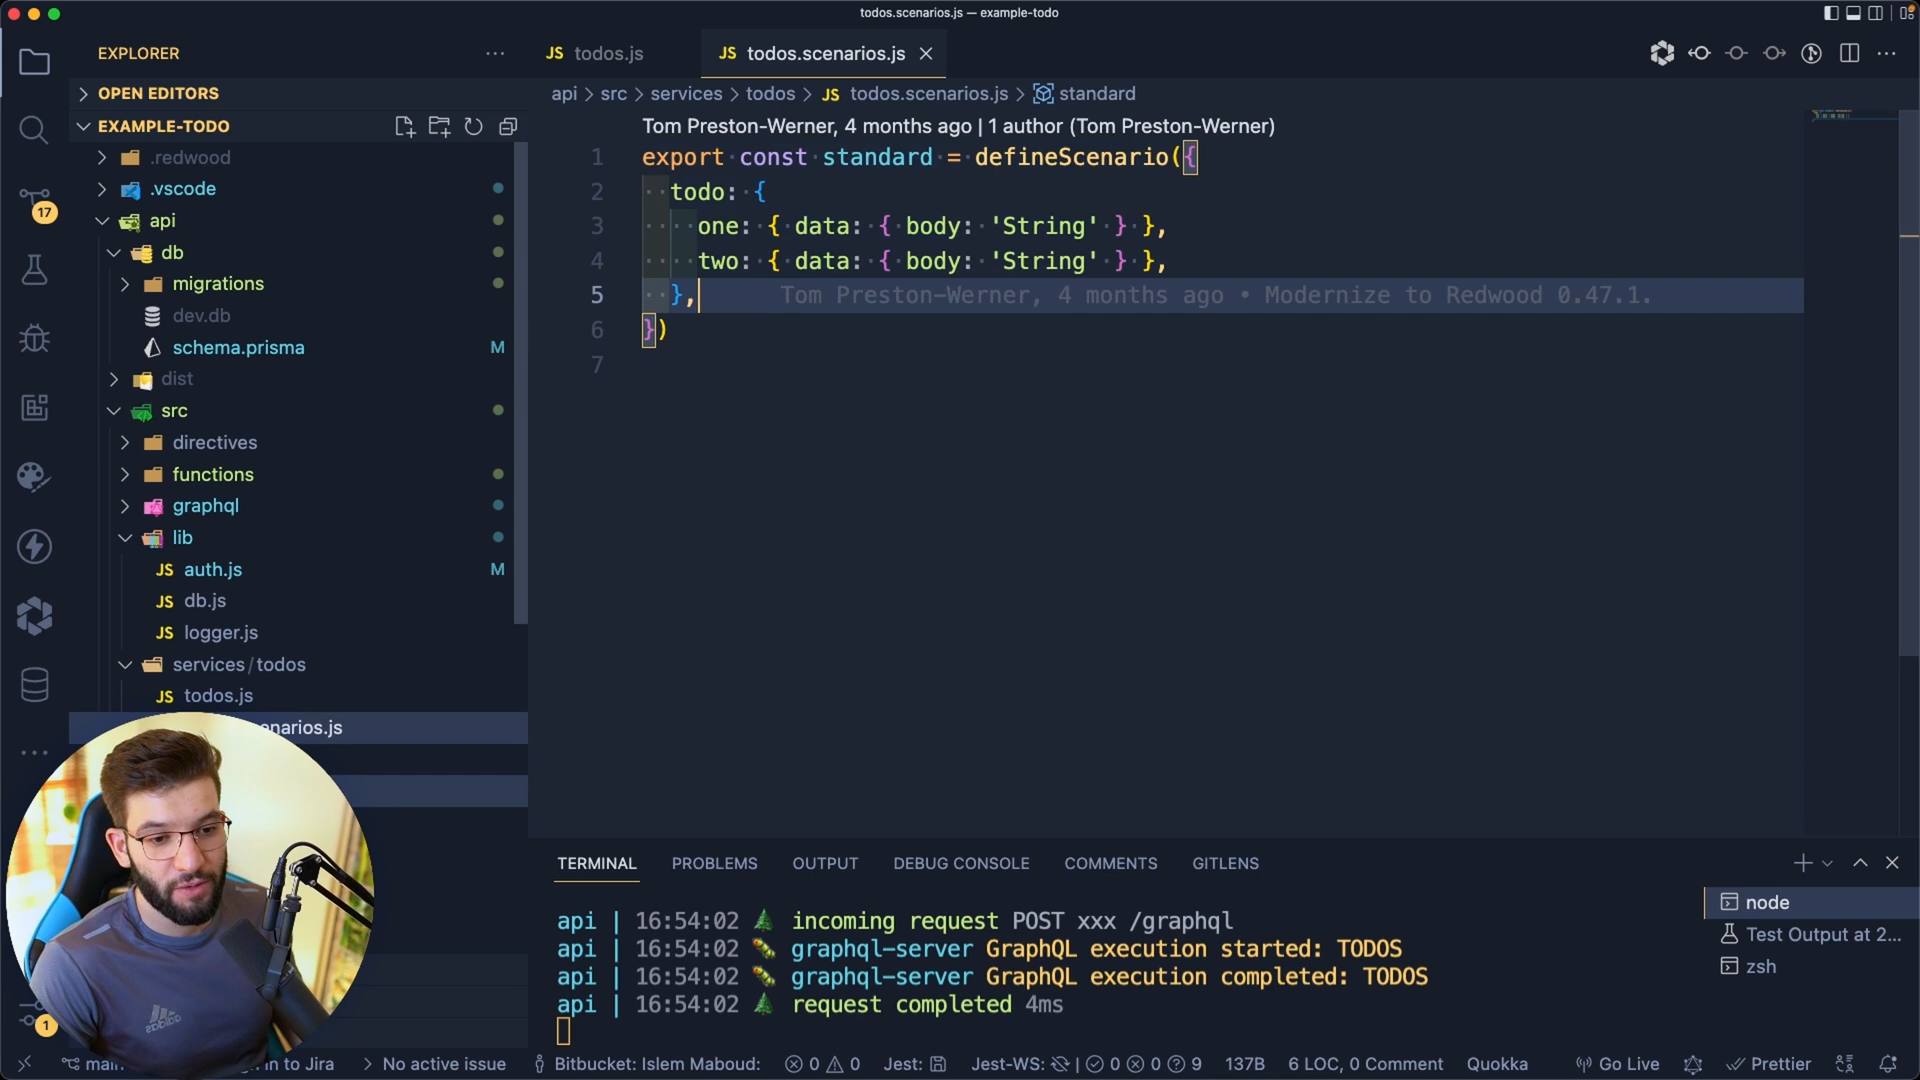 todos.scenarios.js — example-todo
EXPLORER
OPEN EDITORS
EXAMPLE-TODO
.redwood
.vscode
17
api
db
migrations
dev.db
schema.prisma M
dist
src
directives
functions
graphql
lib
JS auth.js M
JS db.js
JS logger.js
services/todos
JS todos.js
enarios.js
1
JS todos.js
JS todos.scenarios.js
api > src > services > todos > JS todos.scenarios.js > standard
Tom Preston-Werner, 4 months ago | 1 author (Tom Preston-Werner)
1 export const standard = defineScenario({
2 todo: {
3 one: { data: { body: 'String' } },
4 two: { data: { body: 'String' } },
5 }, Tom Preston-Werner, 4 months ago • Modernize to Redwood 0.47.1.
6 })
7
TERMINAL PROBLEMS OUTPUT DEBUG CONSOLE COMMENTS GITLENS
api | 16:54:02 🌲 incoming request POST xxx /graphql
api | 16:54:02 🐛 graphql-server GraphQL execution started: TODOS
api | 16:54:02 🐛 graphql-server GraphQL execution completed: TODOS
api | 16:54:02 🌲 request completed 4ms
node
Test Output at 2...
zsh
adidas
main in to Jira > No active issue Bitbucket: Islem Maboud: 0 0 Jest: Jest-WS: | 0 0 9 137B 6 LOC, 0 Comment Quokka Go Live Prettier